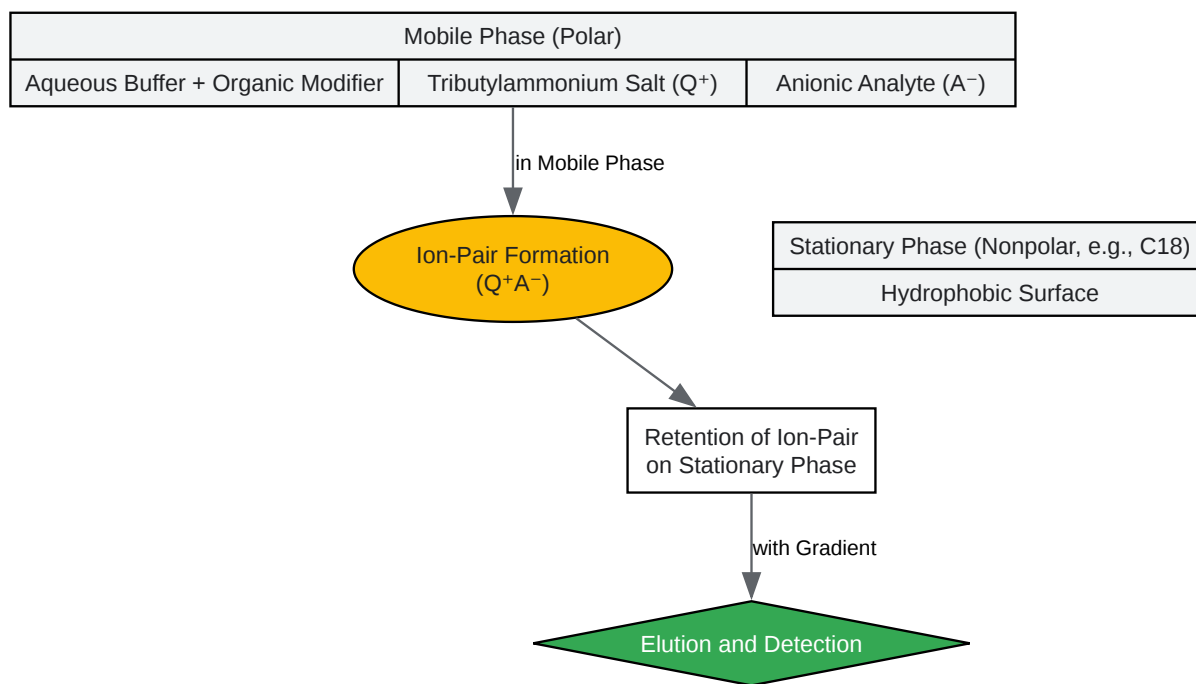 Mobile Phase (Polar)
Aqueous Buffer + Organic Modifier
Tributylammonium Salt (Q⁺)
Anionic Analyte (A⁻)
in Mobile Phase
Ion-Pair Formation
(Q⁺A⁻)
Stationary Phase (Nonpolar, e.g., C18)
Hydrophobic Surface
Retention of Ion-Pair
on Stationary Phase
with Gradient
Elution and Detection